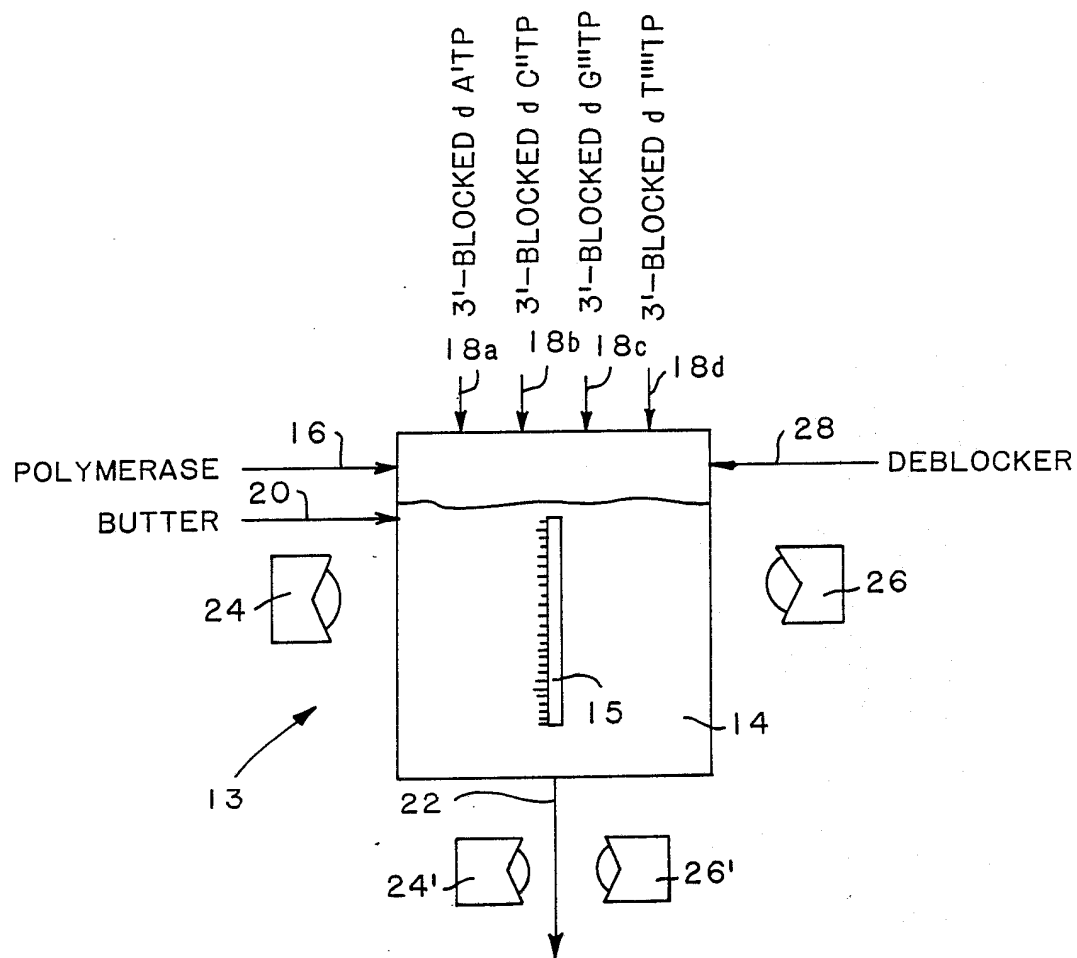 3'-BLOCKED d A'TP
3'-BLOCKED d C''TP
3'-BLOCKED d G'''TP
3'-BLOCKED d T''''TP
18a
18b
18c
18d
16
POLYMERASE
28
DEBLOCKER
20
BUTTER
24
26
15
14
13
22
24'
26'